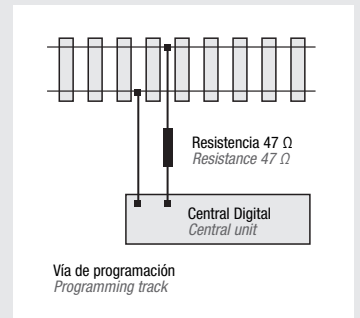 Resistencia 47 Ω
Resistance 47 Ω
Central Digital
Central unit
Vía de programación
Programming track